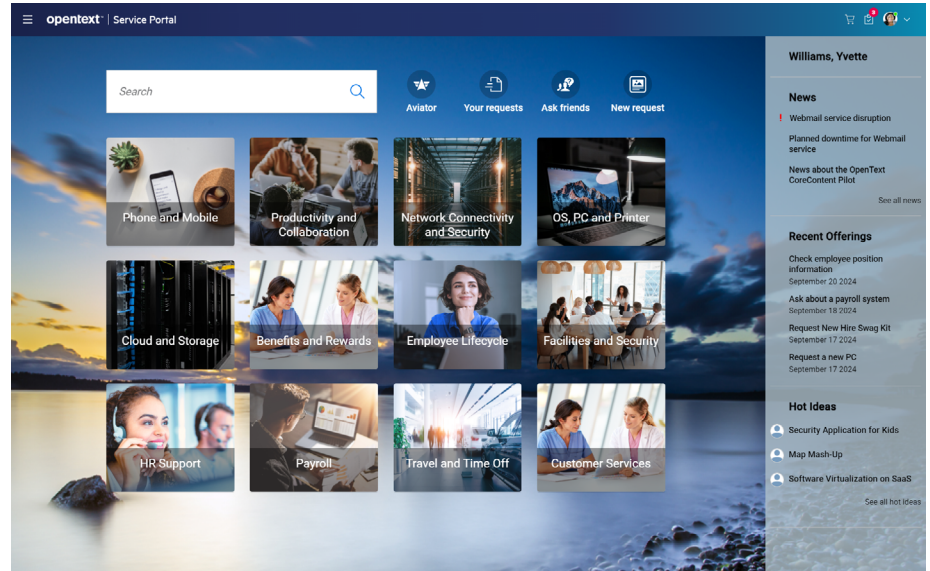 opentext™ | Service Portal
8
Search
Aviator
Your requests
Ask friends
New request
Phone and Mobile
Productivity and
Collaboration
Network Connectivity
and Security
OS, PC and Printer
Cloud and Storage
Benefits and Rewards
Employee Lifecycle
Facilities and Security
HR Support
Payroll
Travel and Time Off
Customer Services
Williams, Yvette
News
! Webmail service disruption
Planned downtime for Webmail
service
News about the OpenText
CoreContent Pilot
See all news
Recent Offerings
Check employee position
information
September 20 2024
Ask about a payroll system
September 18 2024
Request New Hire Swag Kit
September 17 2024
Request a new PC
September 17 2024
Hot Ideas
Security Application for Kids
Map Mash-Up
Software Virtualization on SaaS
See all hot ideas